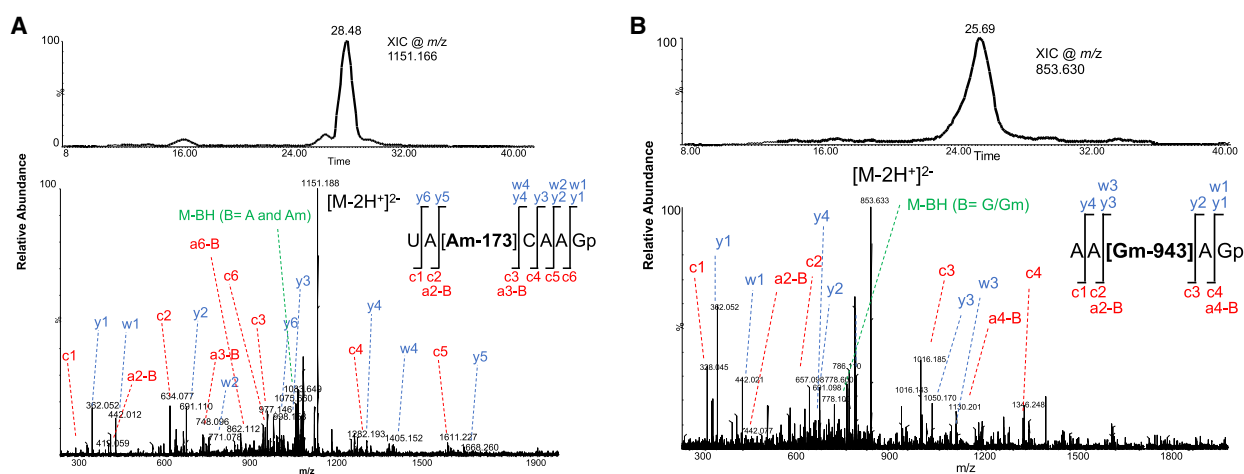 A
28.48
XIC @ m/z
1151.166
100
%
0
8.00
16.00
24.00
32.00
40.00
Time
Relative Abundance
100
%
1151.188
[M-2H⁺]²⁻
M-BH (B= A and Am)
w4
w2
w1
y6
y5
y4
y3
y2
y1
UA[Am-173]CAAGp
c1
c2
c3
c4
c5
c6
a2-B
a3-B
a6-B
c6
y3
c1
y1
w1
a2-B
c2
y2
a3-B
w2
c3
y6
c4
y4
w4
c5
y5
362.052
419.059
442.012
634.077
691.110
748.096
771.078
862.112
977.146
1075.560
1083.649
1282.193
1405.152
1611.227
1668.260
300
600
900
1200
1500
1800
m/z
B
25.69
XIC @ m/z
853.630
100
%
0
8.00
16.00
24.00
32.00
40.00
Time
Relative Abundance
100
%
[M-2H⁺]²⁻
853.633
M-BH (B= G/Gm)
w3
w1
y4
y3
y2
y1
AA[Gm-943]AGp
c1
c2
c3
c4
a2-B
a4-B
c1
y1
w1
a2-B
c2
y4
y2
c3
y3
w3
a4-B
c4
328.045
362.052
442.021
442.077
657.098
691.098
778.600
778.10
786.110
1016.185
1016.143
1050.170
1130.201
1346.248
300
600
900
1200
1500
1800
m/z